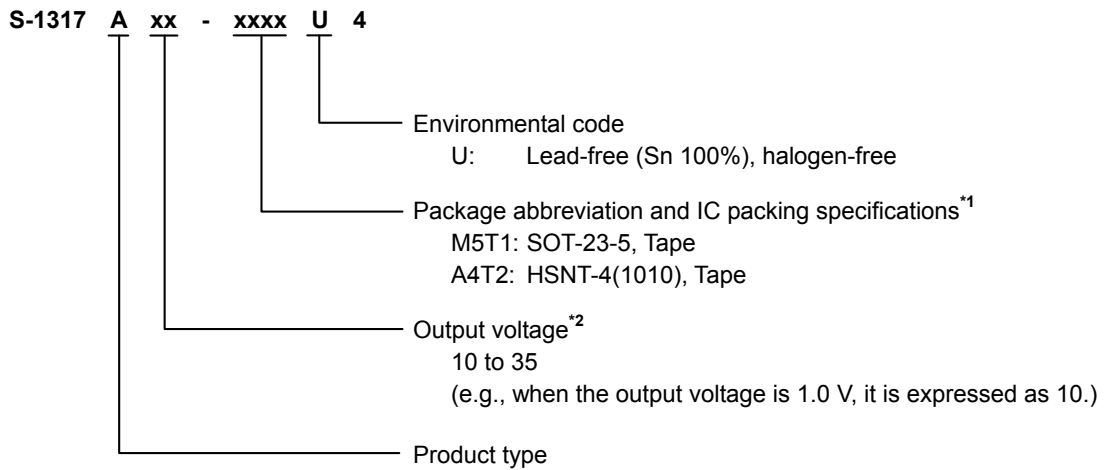 S-1317 A xx - xxxx U 4
Environmental code
U: Lead-free (Sn 100%), halogen-free
Package abbreviation and IC packing specifications*1
M5T1: SOT-23-5, Tape
A4T2: HSNT-4(1010), Tape
Output voltage*2
10 to 35
(e.g., when the output voltage is 1.0 V, it is expressed as 10.)
Product type